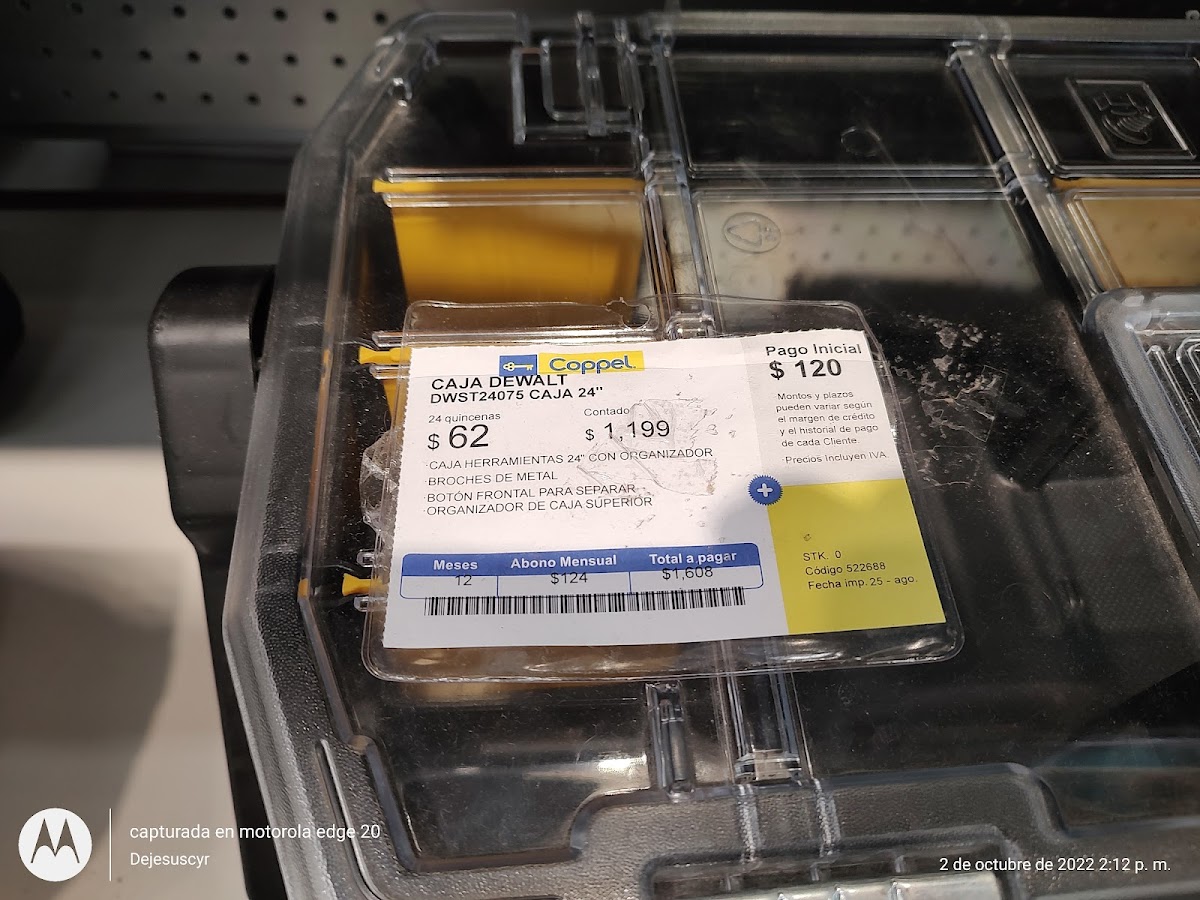 Coppel.
CAJA DEWALT
DWST24075 CAJA 24"
24 quincenas
$ 62
Contado
$ 1,199
·CAJA HERRAMIENTAS 24" CON ORGANIZADOR
·BROCHES DE METAL
·BOTÓN FRONTAL PARA SEPARAR
·ORGANIZADOR DE CAJA SUPERIOR
Meses Abono Mensual Total a pagar
12 $124 $1,608
Pago Inicial
$ 120
Montos y plazos
pueden variar según
el margen de crédito
y el historial de pago
de cada Cliente.
·Precios Incluyen IVA.
STK. 0
Código 522688
Fecha imp. 25 - ago.
capturada en motorola edge 20
Dejesuscyr
2 de octubre de 2022 2:12 p. m.